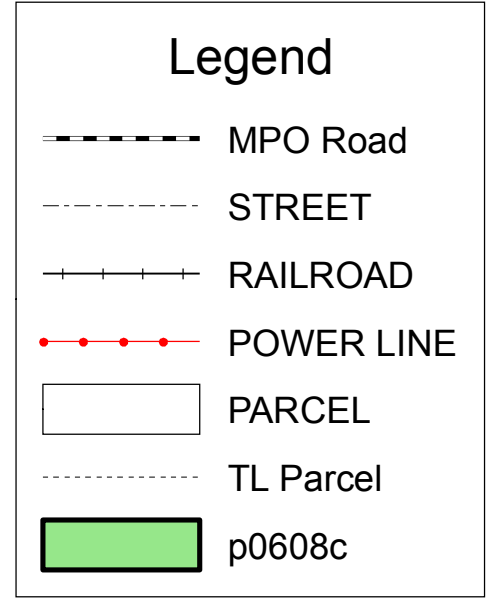 Legend
MPO Road
STREET
RAILROAD
POWER LINE
PARCEL
TL Parcel
p0608c